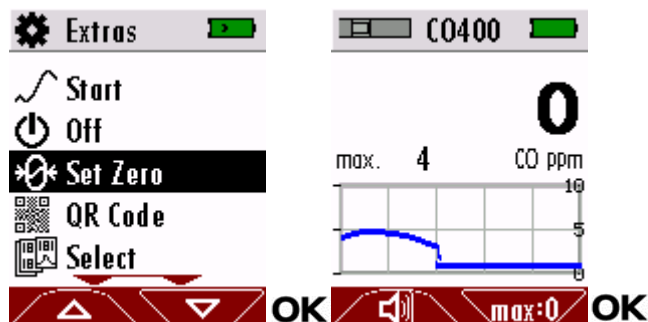 Extras
Start
Off
Set Zero
QR Code
Select
OK
CO400
0
max. 4 CO ppm
10
5
0
max:0
OK